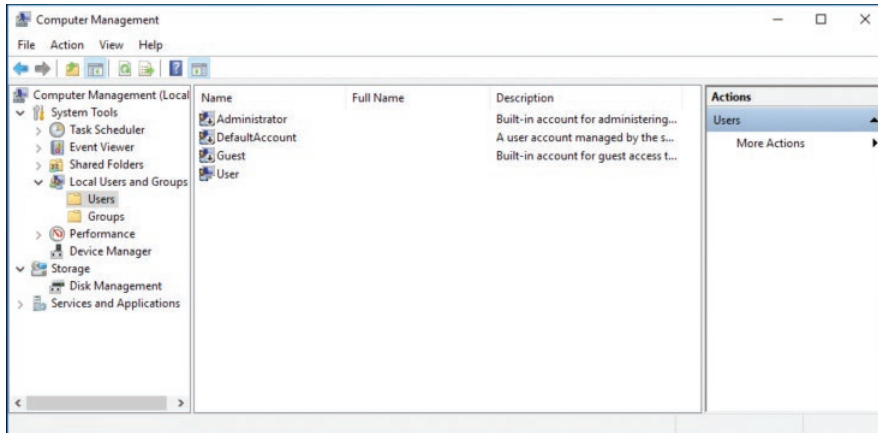 Computer Management
File Action View Help
Computer Management (Local
System Tools
Task Scheduler
Event Viewer
Shared Folders
Local Users and Groups
Users
Groups
Performance
Device Manager
Storage
Disk Management
Services and Applications
Name Full Name Description
Administrator Built-in account for administering...
DefaultAccount A user account managed by the s...
Guest Built-in account for guest access t...
User
Actions
Users
More Actions